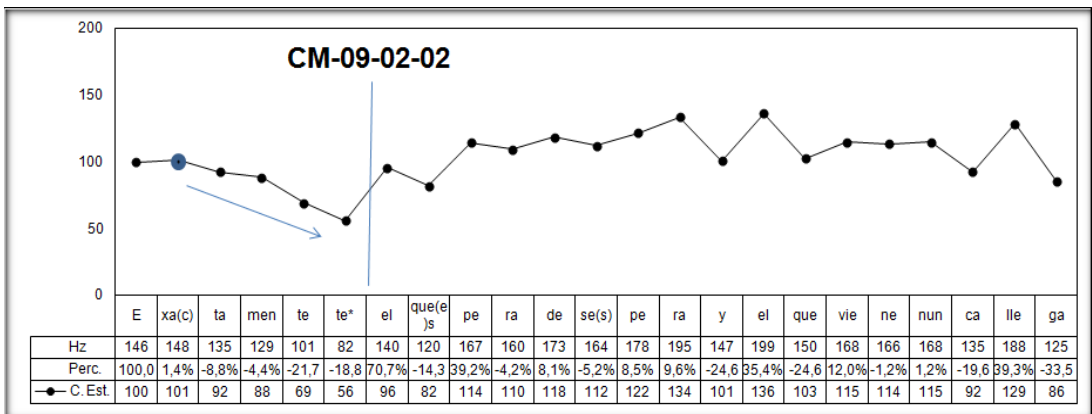 200
CM-09-02-02
150
100
50
0
E xa(c) ta men te te* el que(e)s pe ra de se(s) pe ra y el que vie ne nun ca lle ga
Hz 146 148 135 129 101 82 140 120 167 160 173 164 178 195 147 199 150 168 166 168 135 188 125
Perc. 100,0 1,4% -8,8% -4,4% -21,7 -18,8 70,7% -14,3 39,2% -4,2% 8,1% -5,2% 8,5% 9,6% -24,6 35,4% -24,6 12,0% -1,2% 1,2% -19,6 39,3% -33,5
C. Est. 100 101 92 88 69 56 96 82 114 110 118 112 122 134 101 136 103 115 114 115 92 129 86